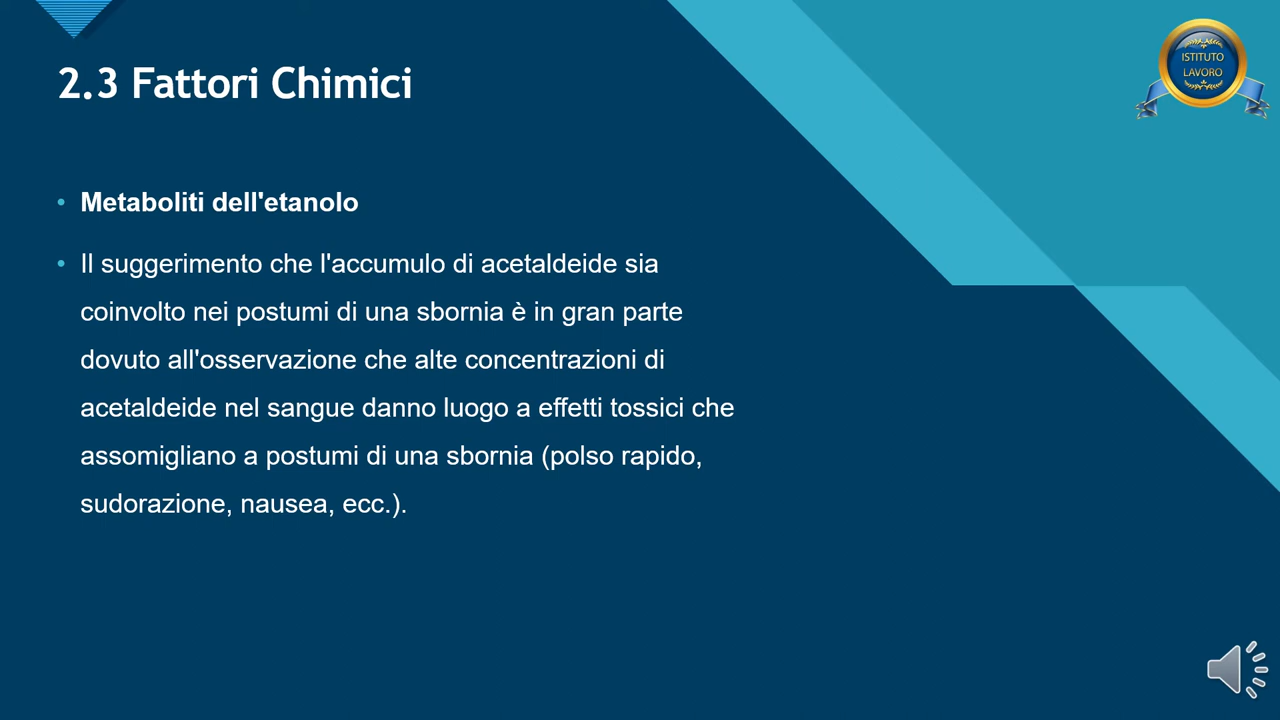 2.3 Fattori Chimici
ISTITUTO
LAVORO
• Metaboliti dell'etanolo
• Il suggerimento che l'accumulo di acetaldeide sia
coinvolto nei postumi di una sbornia è in gran parte
dovuto all'osservazione che alte concentrazioni di
acetaldeide nel sangue danno luogo a effetti tossici che
assomigliano a postumi di una sbornia (polso rapido,
sudorazione, nausea, ecc.).